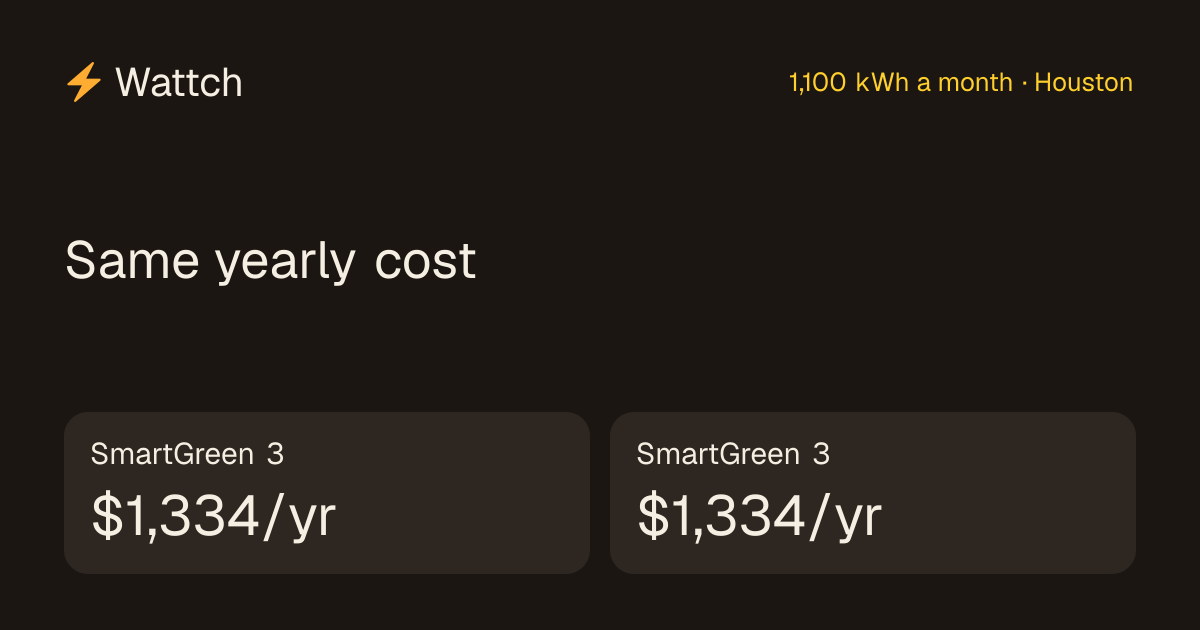 ⚡ Wattch
1,100 kWh a month · Houston
Same yearly cost
SmartGreen 3
$1,334/yr
SmartGreen 3
$1,334/yr